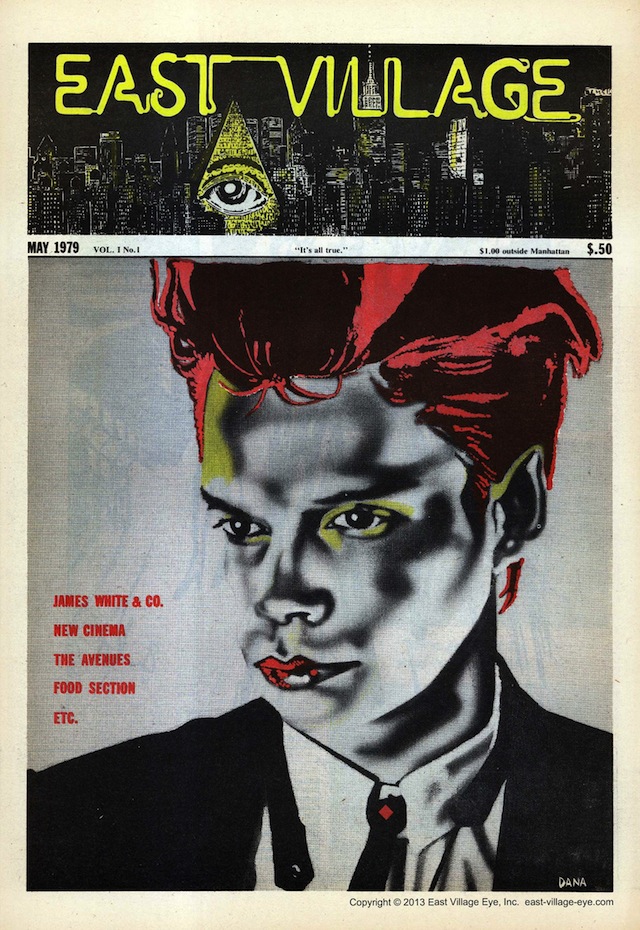 EAST VILLAGE
MAY 1979 VOL. I No.1 "It's all true." $1.00 outside Manhattan $.50
JAMES WHITE & CO.
NEW CINEMA
THE AVENUES
FOOD SECTION
ETC.
DANA
Copyright © 2013 East Village Eye, Inc. east-village-eye.com